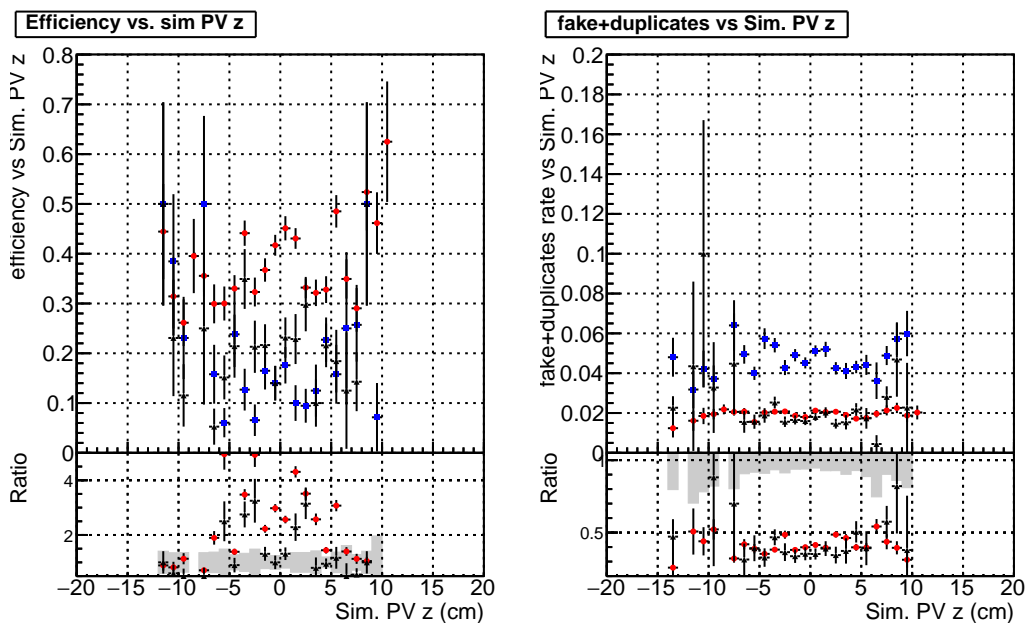 Efficiency vs. sim PV z
efficiency vs Sim. PV z
0.8
0.7
0.6
0.5
0.4
0.3
0.2
0.1
0
Ratio
4
2
−20 −15 −10 −5 0 5 10 15 20
Sim. PV z (cm)
fake+duplicates vs Sim. PV z
fake+duplicates rate vs Sim. PV z
0.2
0.18
0.16
0.14
0.12
0.1
0.08
0.06
0.04
0.02
0
Ratio
0.5
−20 −15 −10 −5 0 5 10 15 20
Sim. PV z (cm)